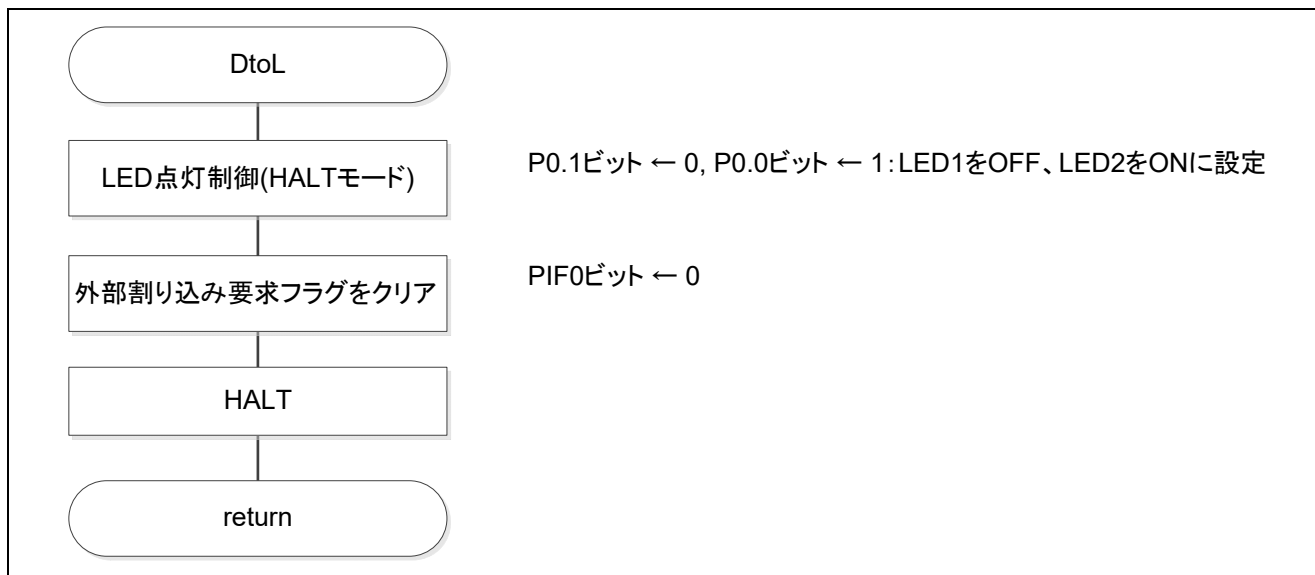 DtoL
LED点灯制御(HALTモード)
P0.1ビット ← 0, P0.0ビット ← 1:LED1をOFF、LED2をONに設定
外部割り込み要求フラグをクリア
PIF0ビット ← 0
HALT
return